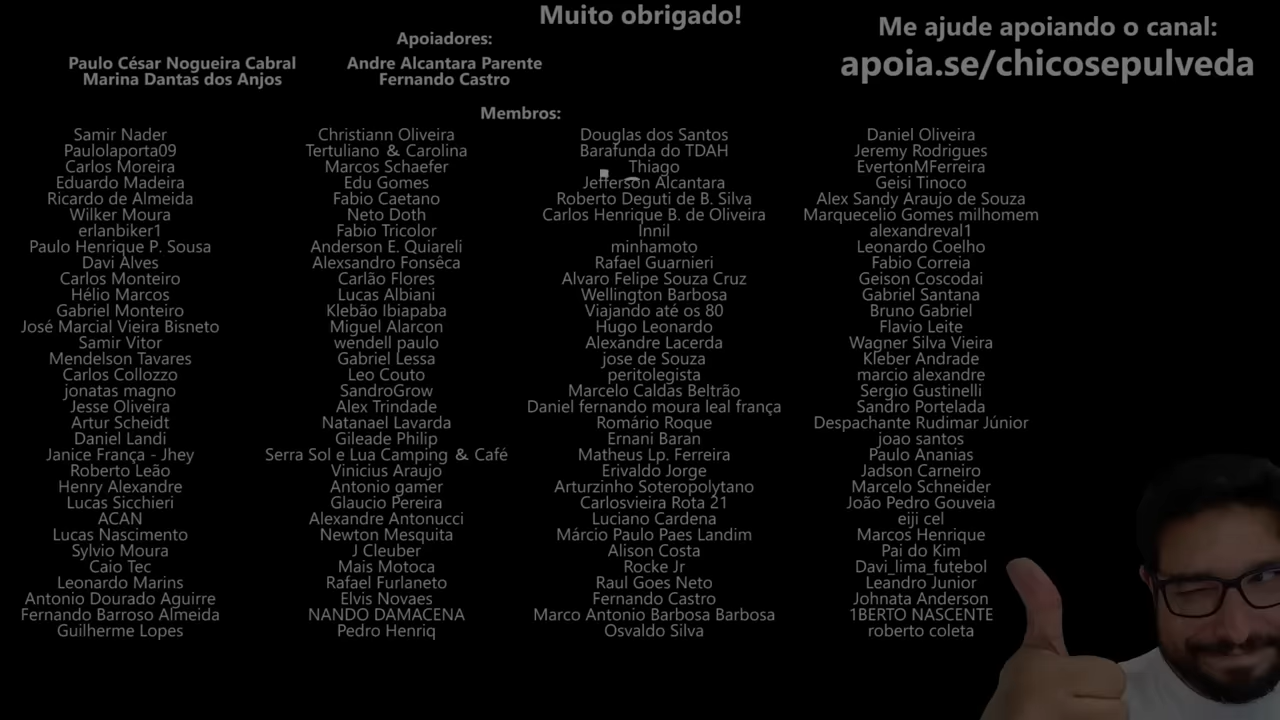 Muito obrigado!
Me ajude apoiando o canal:
apoia.se/chicosepulveda
Apoiadores:
Paulo César Nogueira Cabral
Marina Dantas dos Anjos
Andre Alcantara Parente
Fernando Castro
Membros:
Samir Nader
Paulolaporta09
Carlos Moreira
Eduardo Madeira
Ricardo de Almeida
Wilker Moura
erlanbiker1
Paulo Henrique P. Sousa
Davi Alves
Carlos Monteiro
Hélio Marcos
Gabriel Monteiro
José Marcial Vieira Bisneto
Samir Vitor
Mendelson Tavares
Carlos Collozzo
jonatas magno
Jesse Oliveira
Artur Scheidt
Daniel Landi
Janice França - Jhey
Roberto Leão
Henry Alexandre
Lucas Sicchieri
ACAN
Lucas Nascimento
Sylvio Moura
Caio Tec
Leonardo Marins
Antonio Dourado Aguirre
Fernando Barroso Almeida
Guilherme Lopes
Christiann Oliveira
Tertuliano & Carolina
Marcos Schaefer
Edu Gomes
Fabio Caetano
Neto Doth
Fabio Tricolor
Anderson E. Quiareli
Alexsandro Fonsêca
Carlão Flores
Lucas Albiani
Klebão Ibiapaba
Miguel Alarcon
wendell paulo
Gabriel Lessa
Leo Couto
SandroGrow
Alex Trindade
Natanael Lavarda
Gileade Philip
Serra Sol e Lua Camping & Café
Vinicius Araujo
Antonio gamer
Glaucio Pereira
Alexandre Antonucci
Newton Mesquita
J Cleuber
Mais Motoca
Rafael Furlaneto
Elvis Novaes
NANDO DAMACENA
Pedro Henriq
Douglas dos Santos
Barafunda do TDAH
Thiago
Jefferson Alcantara
Roberto Deguti de B. Silva
Carlos Henrique B. de Oliveira
Innil
minhamoto
Rafael Guarnieri
Alvaro Felipe Souza Cruz
Wellington Barbosa
Viajando até os 80
Hugo Leonardo
Alexandre Lacerda
jose de Souza
peritolegista
Marcelo Caldas Beltrão
Daniel fernando moura leal frança
Romário Roque
Ernani Baran
Matheus Lp. Ferreira
Erivaldo Jorge
Arturzinho Soteropolytano
Carlosvieira Rota 21
Luciano Cardena
Márcio Paulo Paes Landim
Alison Costa
Rocke Jr
Raul Goes Neto
Fernando Castro
Marco Antonio Barbosa Barbosa
Osvaldo Silva
Daniel Oliveira
Jeremy Rodrigues
EvertonMFerreira
Geisi Tinoco
Alex Sandy Araujo de Souza
Marquecelio Gomes milhomem
alexandreval1
Leonardo Coelho
Fabio Correia
Geison Coscodai
Gabriel Santana
Bruno Gabriel
Flavio Leite
Wagner Silva Vieira
Kleber Andrade
marcio alexandre
Sergio Gustinelli
Sandro Portelada
Despachante Rudimar Júnior
joao santos
Paulo Ananias
Jadson Carneiro
Marcelo Schneider
João Pedro Gouveia
eiji cel
Marcos Henrique
Pai do Kim
Davi_lima_futebol
Leandro Junior
Johnata Anderson
1BERTO NASCENTE
roberto coleta